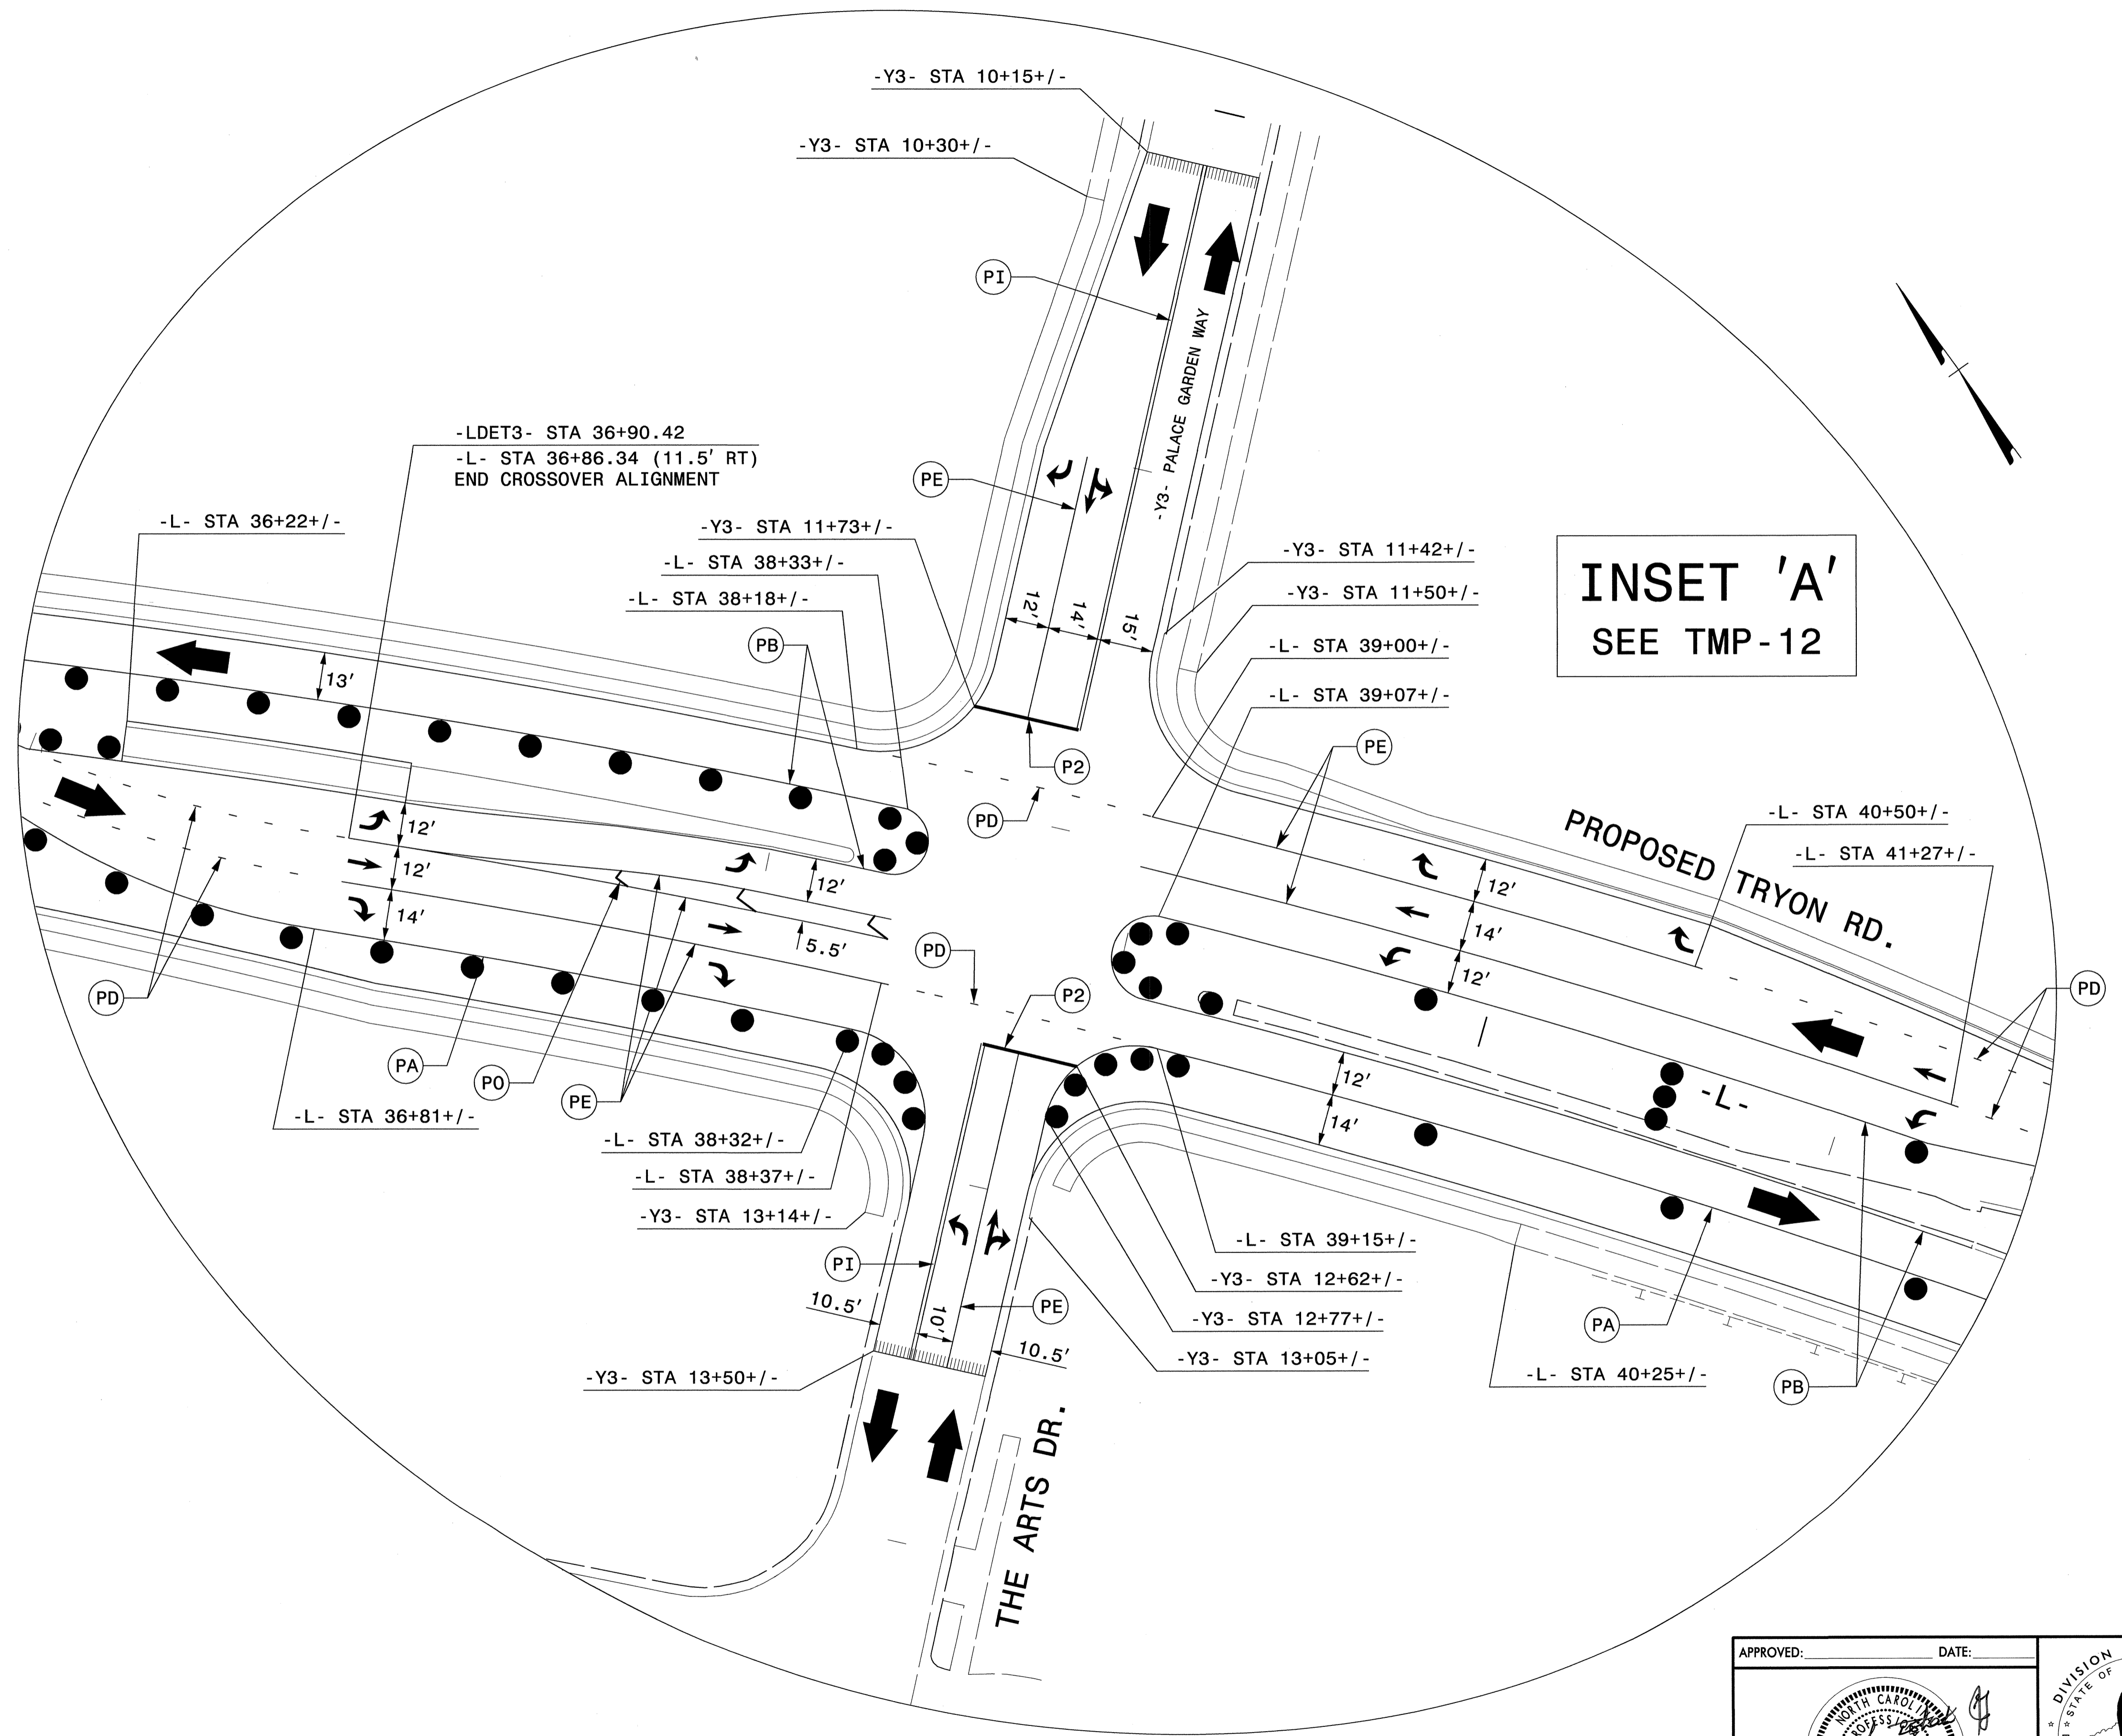 -Y3- STA 10+15+/-
-Y3- STA 10+30+/-
PI
-Y3- PALACE GARDEN WAY
-LDET3- STA 36+90.42
-L- STA 36+86.34 (11.5' RT)
END CROSSOVER ALIGNMENT
PE
-L- STA 36+22+/-
-Y3- STA 11+73+/-
-L- STA 38+33+/-
-L- STA 38+18+/-
PB
-Y3- STA 11+42+/-
-Y3- STA 11+50+/-
-L- STA 39+00+/-
-L- STA 39+07+/-
INSET 'A'
SEE TMP-12
12'
14'
15'
13'
P2
PE
PD
PROPOSED TRYON RD.
-L- STA 40+50+/-
-L- STA 41+27+/-
12'
12'
14'
12'
5.5'
12'
14'
12'
PD
PD
P2
PD
PA
PO
PE
-L- STA 36+81+/-
-L- STA 38+32+/-
-L- STA 38+37+/-
-Y3- STA 13+14+/-
12'
14'
-L-
PI
10.5'
10'
PE
10.5'
-L- STA 39+15+/-
-Y3- STA 12+62+/-
-Y3- STA 12+77+/-
-Y3- STA 13+05+/-
-Y3- STA 13+50+/-
PA
-L- STA 40+25+/-
PB
THE ARTS DR.
APPROVED:
DATE:
NORTH CAROLIN
DIVISION
STATE OF